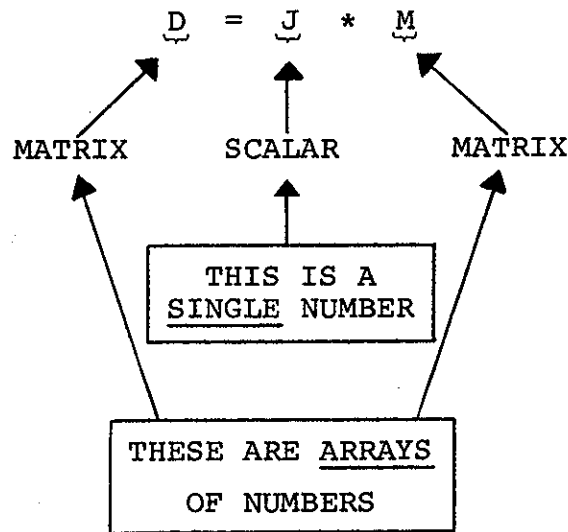 D = J * M
MATRIX SCALAR MATRIX
THIS IS A
SINGLE NUMBER
THESE ARE ARRAYS
OF NUMBERS